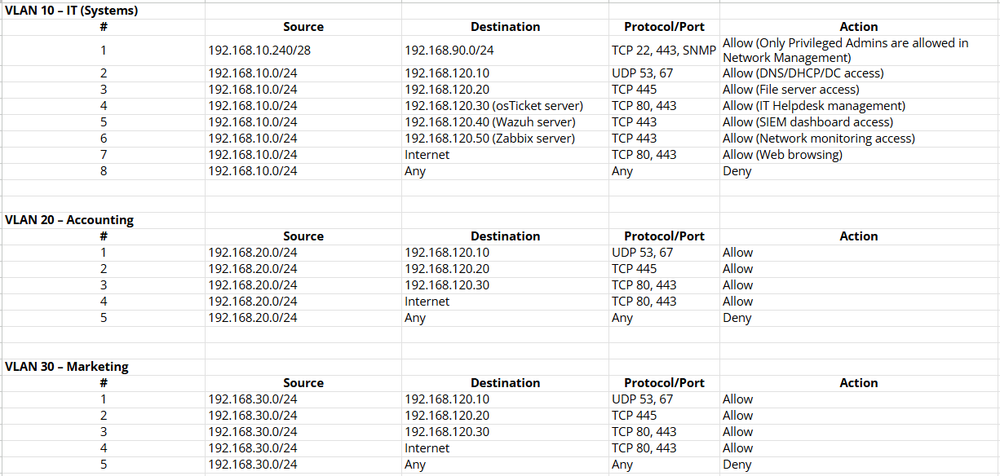 VLAN 10 – IT (Systems)
# Source Destination Protocol/Port Action
1 192.168.10.240/28 192.168.90.0/24 TCP 22, 443, SNMP Allow (Only Privileged Admins are allowed in
Network Management)
2 192.168.10.0/24 192.168.120.10 UDP 53, 67 Allow (DNS/DHCP/DC access)
3 192.168.10.0/24 192.168.120.20 TCP 445 Allow (File server access)
4 192.168.10.0/24 192.168.120.30 (osTicket server) TCP 80, 443 Allow (IT Helpdesk management)
5 192.168.10.0/24 192.168.120.40 (Wazuh server) TCP 443 Allow (SIEM dashboard access)
6 192.168.10.0/24 192.168.120.50 (Zabbix server) TCP 443 Allow (Network monitoring access)
7 192.168.10.0/24 Internet TCP 80, 443 Allow (Web browsing)
8 192.168.10.0/24 Any Any Deny
VLAN 20 – Accounting
# Source Destination Protocol/Port Action
1 192.168.20.0/24 192.168.120.10 UDP 53, 67 Allow
2 192.168.20.0/24 192.168.120.20 TCP 445 Allow
3 192.168.20.0/24 192.168.120.30 TCP 80, 443 Allow
4 192.168.20.0/24 Internet TCP 80, 443 Allow
5 192.168.20.0/24 Any Any Deny
VLAN 30 – Marketing
# Source Destination Protocol/Port Action
1 192.168.30.0/24 192.168.120.10 UDP 53, 67 Allow
2 192.168.30.0/24 192.168.120.20 TCP 445 Allow
3 192.168.30.0/24 192.168.120.30 TCP 80, 443 Allow
4 192.168.30.0/24 Internet TCP 80, 443 Allow
5 192.168.30.0/24 Any Any Deny